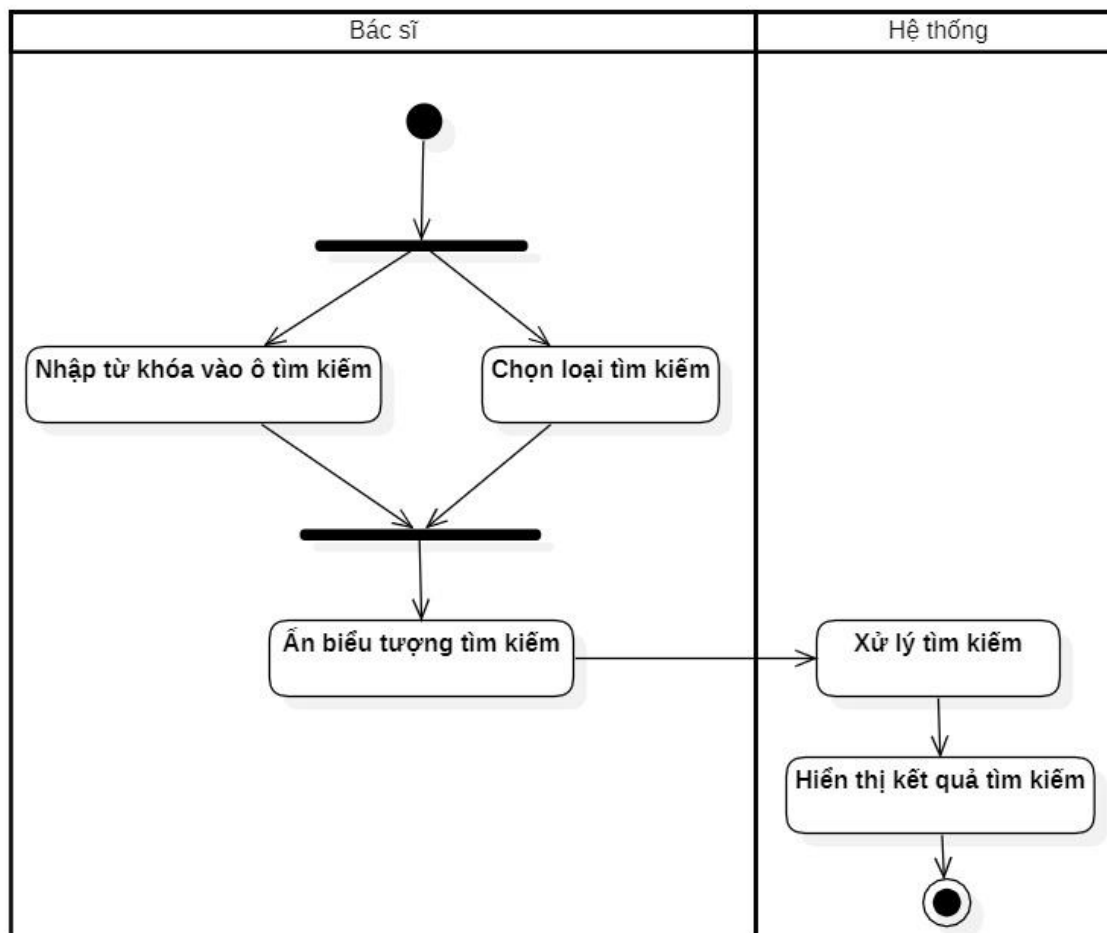 Bác sĩ
Hệ thống
Nhập từ khóa vào ô tìm kiếm
Chọn loại tìm kiếm
Ấn biểu tượng tìm kiếm
Xử lý tìm kiếm
Hiển thị kết quả tìm kiếm